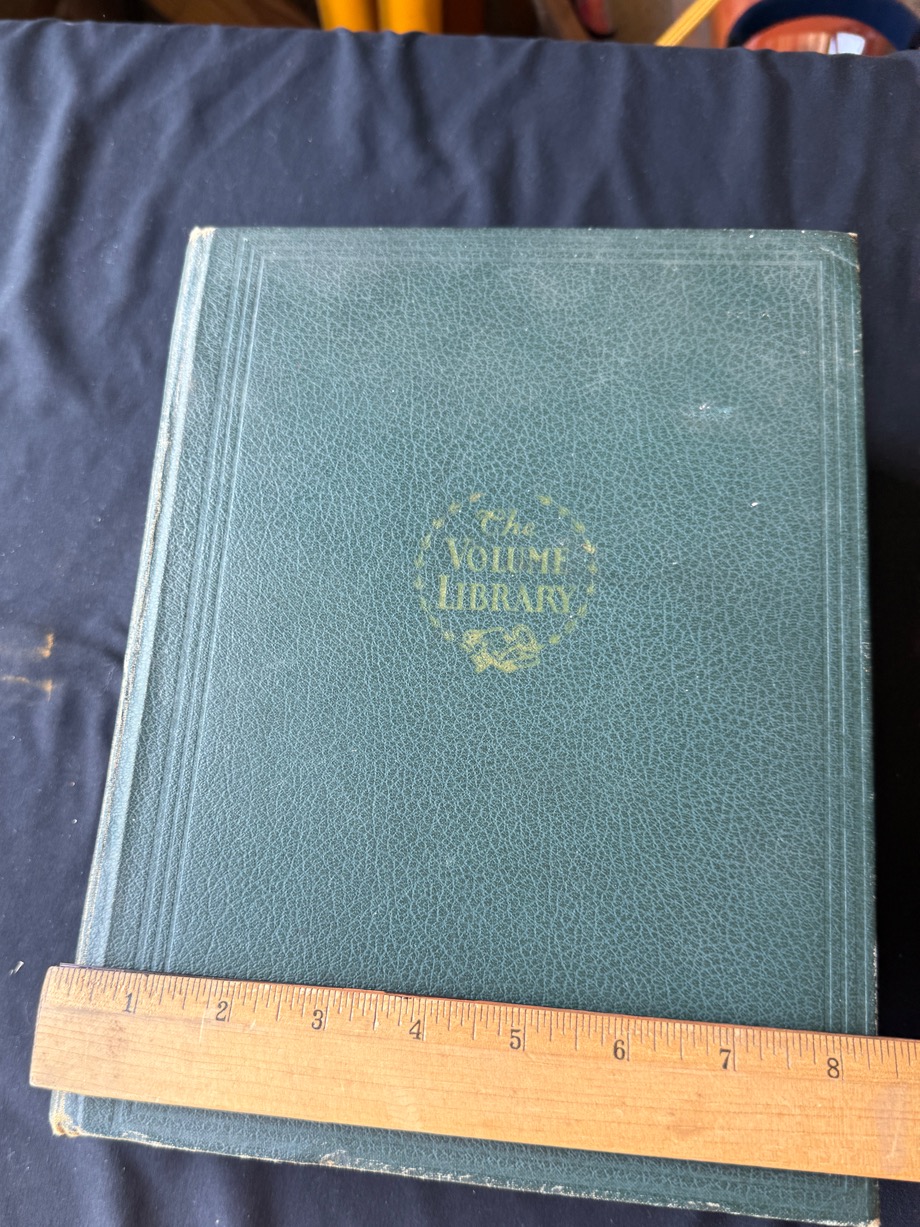 The
VOLUME
LIBRARY
1 2 3 4 5 6 7 8